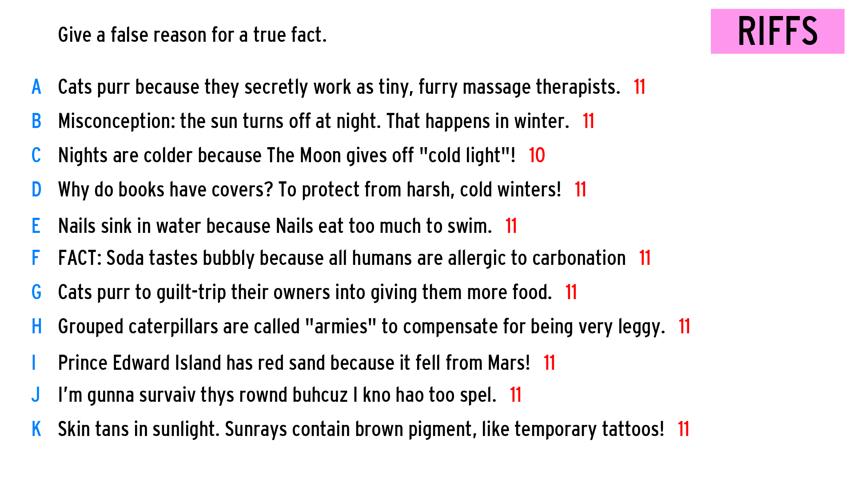 Give a false reason for a true fact.
RIFFS
A Cats purr because they secretly work as tiny, furry massage therapists. 11
B Misconception: the sun turns off at night. That happens in winter. 11
C Nights are colder because The Moon gives off "cold light"! 10
D Why do books have covers? To protect from harsh, cold winters! 11
E Nails sink in water because Nails eat too much to swim. 11
F FACT: Soda tastes bubbly because all humans are allergic to carbonation 11
G Cats purr to guilt-trip their owners into giving them more food. 11
H Grouped caterpillars are called "armies" to compensate for being very leggy. 11
I Prince Edward Island has red sand because it fell from Mars! 11
J I'm gunna survaiv thys rownd buhcuz I kno hao too spel. 11
K Skin tans in sunlight. Sunrays contain brown pigment, like temporary tattoos! 11